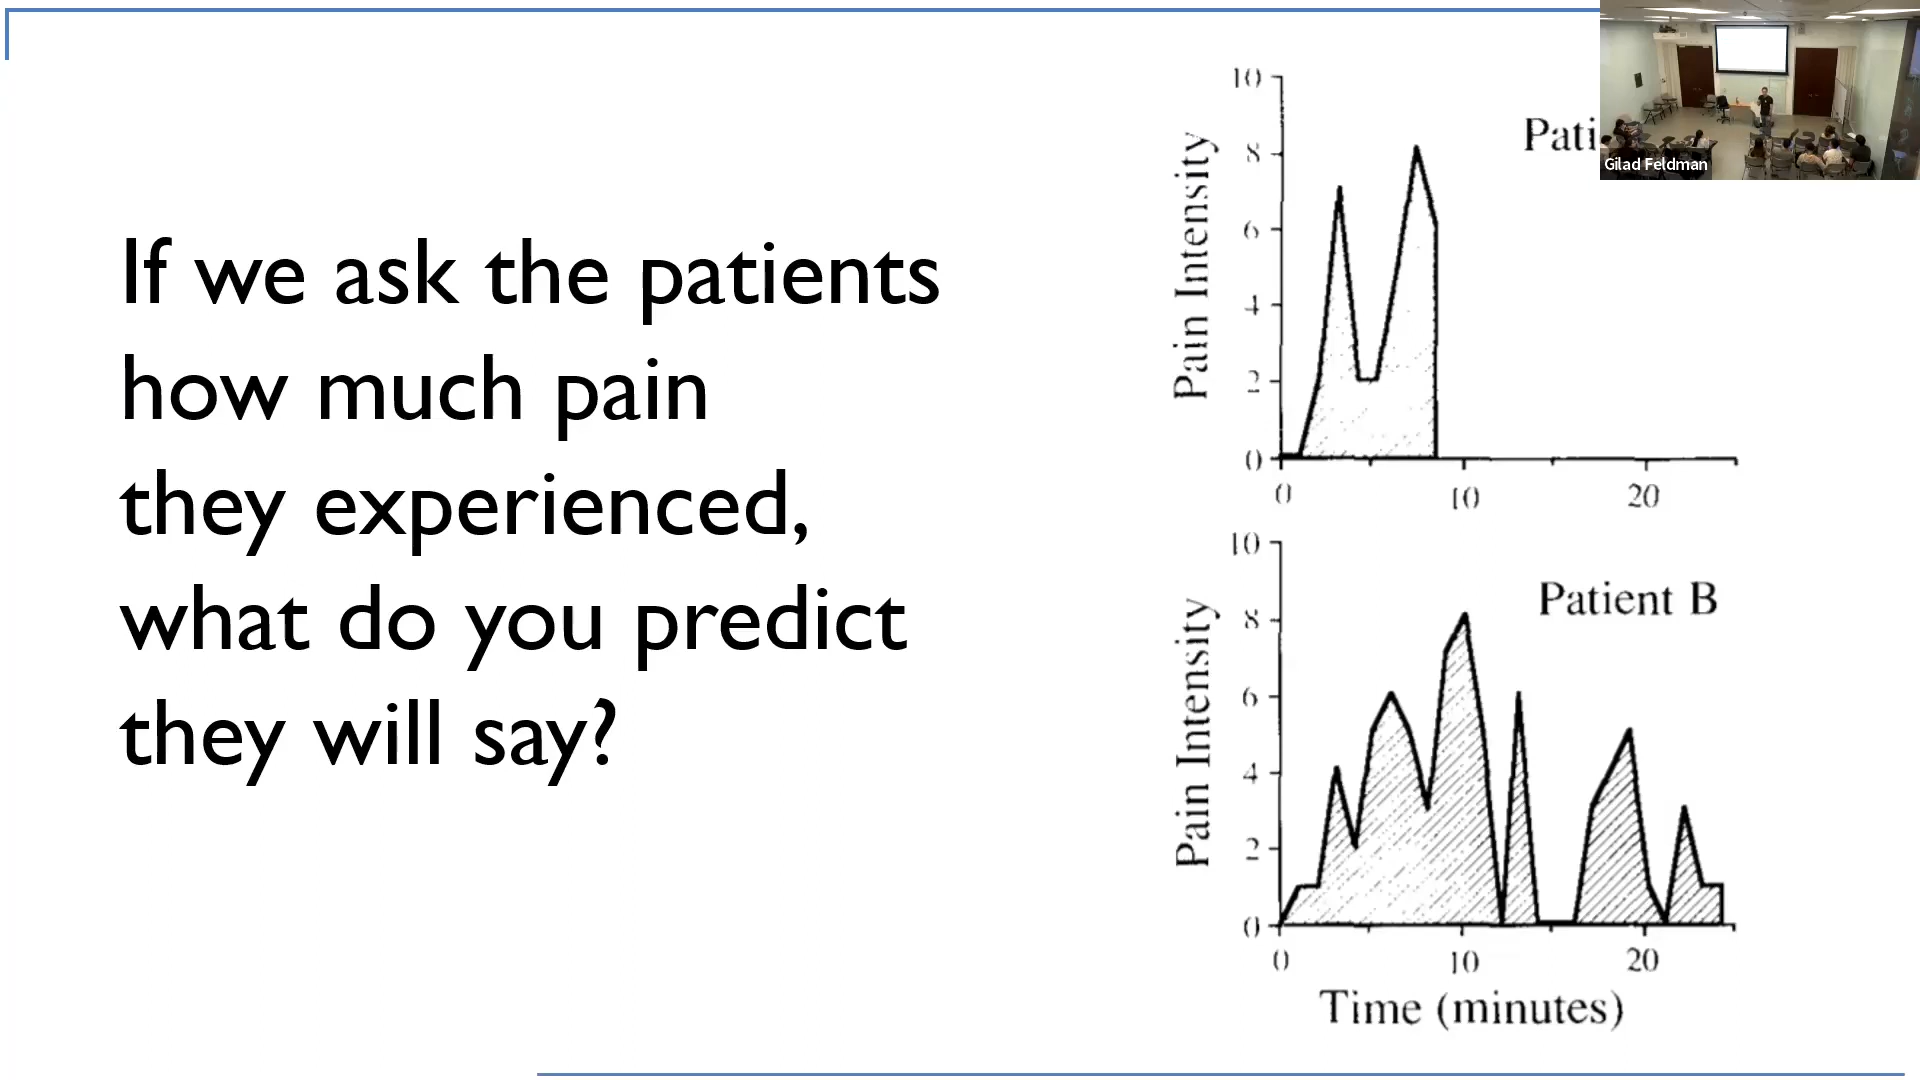 If we ask the patients
how much pain
they experienced,
what do you predict
they will say?
Pati
Gilad Feldman
Pain Intensity
10
8
6
4
2
0
0
10
20
Patient B
Pain Intensity
10
8
6
4
2
0
0
10
20
Time (minutes)